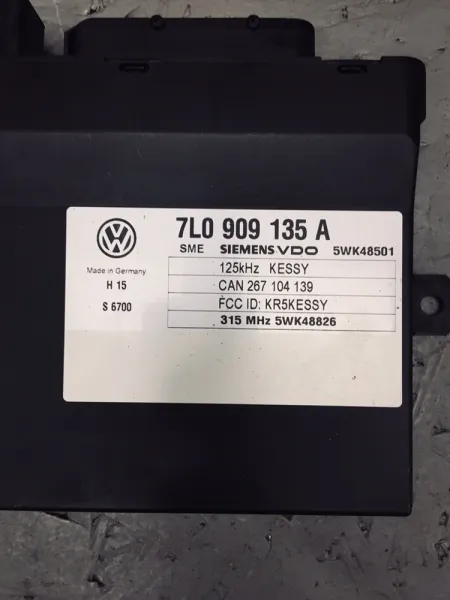 7L0 909 135 A
SME SIEMENS VDO 5WK48501
Made in Germany
H 15
S 6700
125kHz KESSY
CAN 267 104 139
FCC ID: KR5KESSY
315 MHz 5WK48826